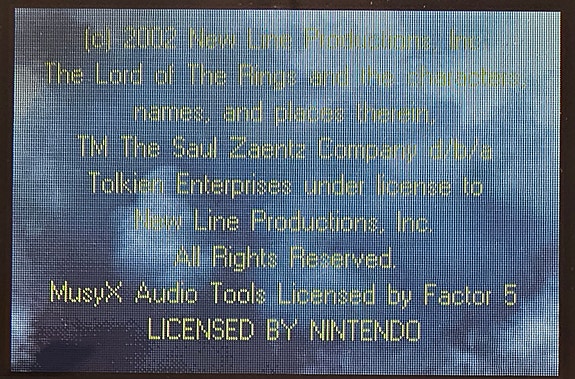 (c) 2002 New Line Productions, Inc.
The Lord of The Rings and the characters,
names, and places therein,
TM The Saul Zaentz Company d/b/a
Tolkien Enterprises under license to
New Line Productions, Inc.
All Rights Reserved.
MusyX Audio Tools Licensed by Factor 5
LICENSED BY NINTENDO